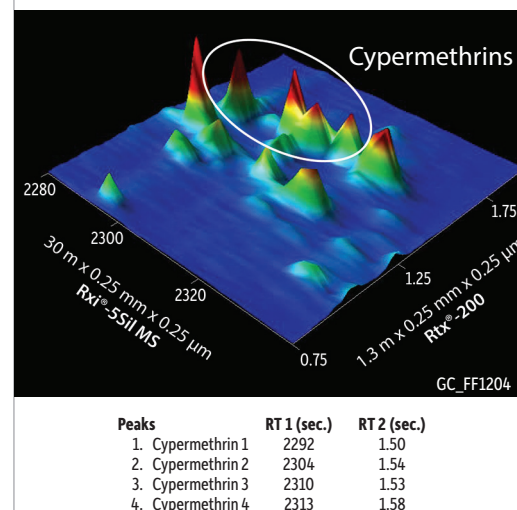 Cypermethrins
2280
2300
2320
30 m x 0.25 mm x 0.25 µm
Rxi®-5Sil MS
0.75
1.25
1.75
1.3 m x 0.25 mm x 0.25 µm
Rtx®-200
GC_FF1204
Peaks RT 1 (sec.) RT 2 (sec.)
1. Cypermethrin 1 2292 1.50
2. Cypermethrin 2 2304 1.54
3. Cypermethrin 3 2310 1.53
4. Cypermethrin 4 2313 1.58